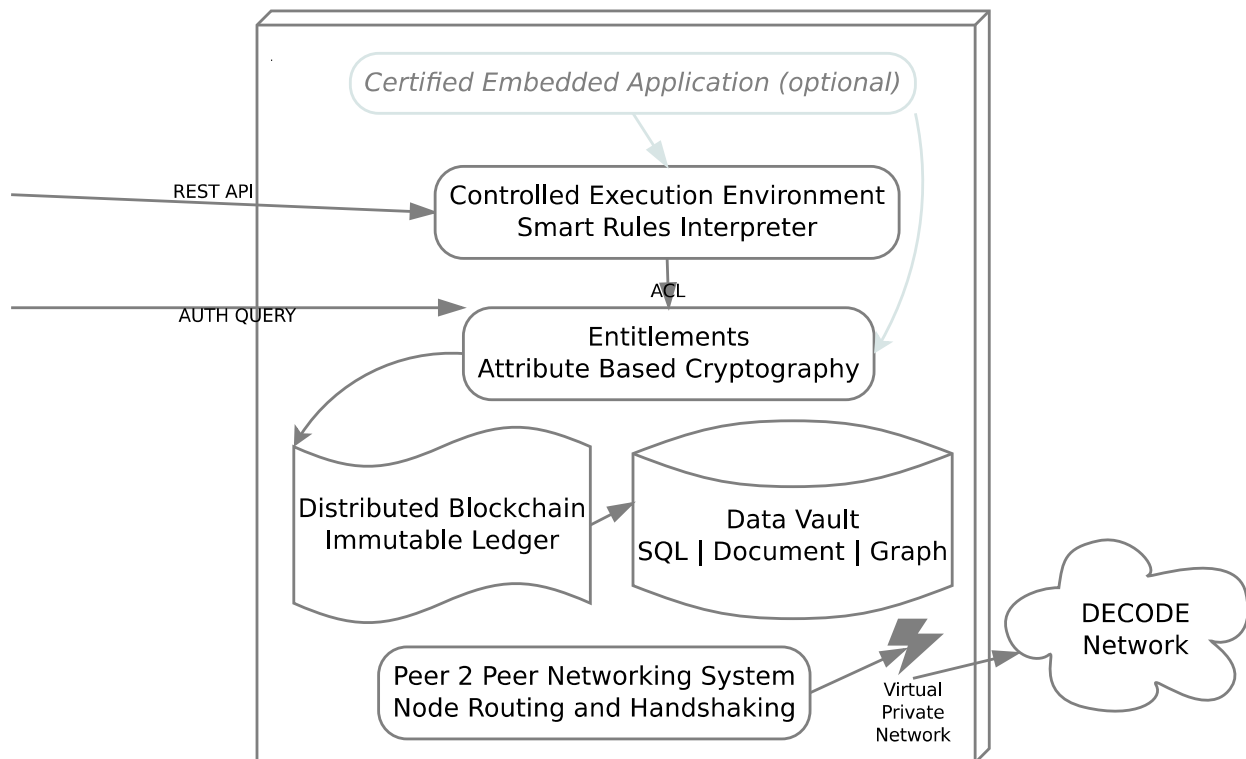 Certified Embedded Application (optional)
REST API
Controlled Execution Environment
Smart Rules Interpreter
ACL
AUTH QUERY
Entitlements
Attribute Based Cryptography
Distributed Blockchain
Immutable Ledger
Data Vault
SQL | Document | Graph
DECODE
Network
Peer 2 Peer Networking System
Node Routing and Handshaking
Virtual
Private
Network